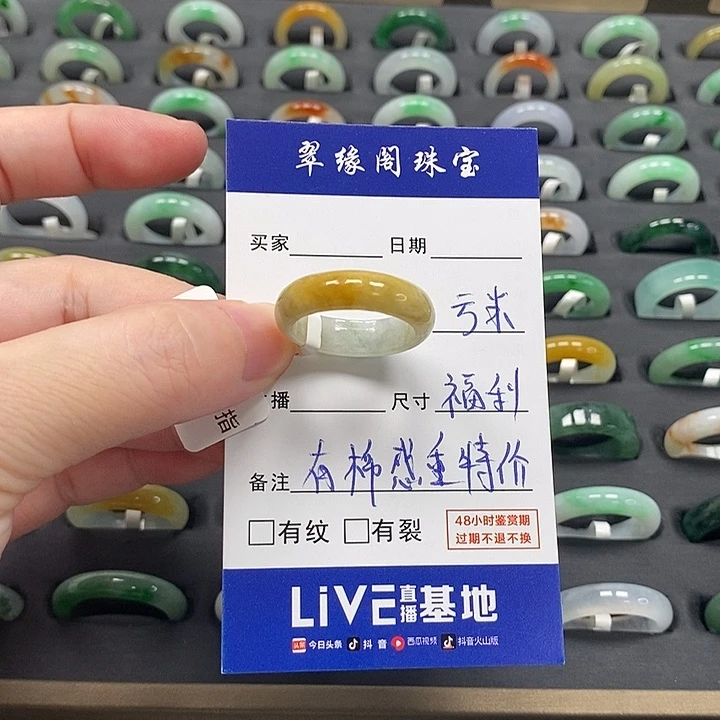 翠缘阁珠宝
买家 日期
亏米
播 尺寸 福利
备注 有棉感重特价
有纹 有裂
48小时鉴赏期
过期不退不换
LiVE直播基地
头条 今日头条 抖音 西瓜视频 抖音火山版
指